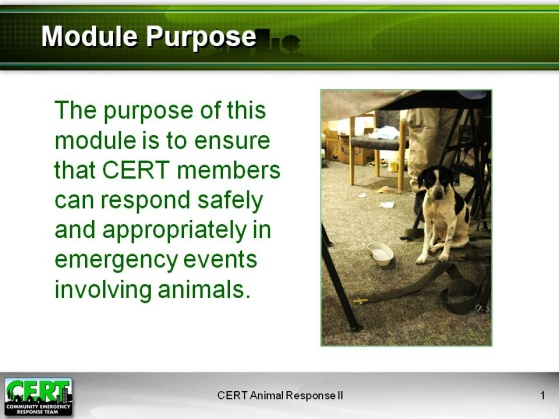 Module Purpose
The purpose of this
module is to ensure
that CERT members
can respond safely
and appropriately in
emergency events
involving animals.
CERT
COMMUNITY EMERGENCY
RESPONSE TEAM
CERT Animal Response II
1